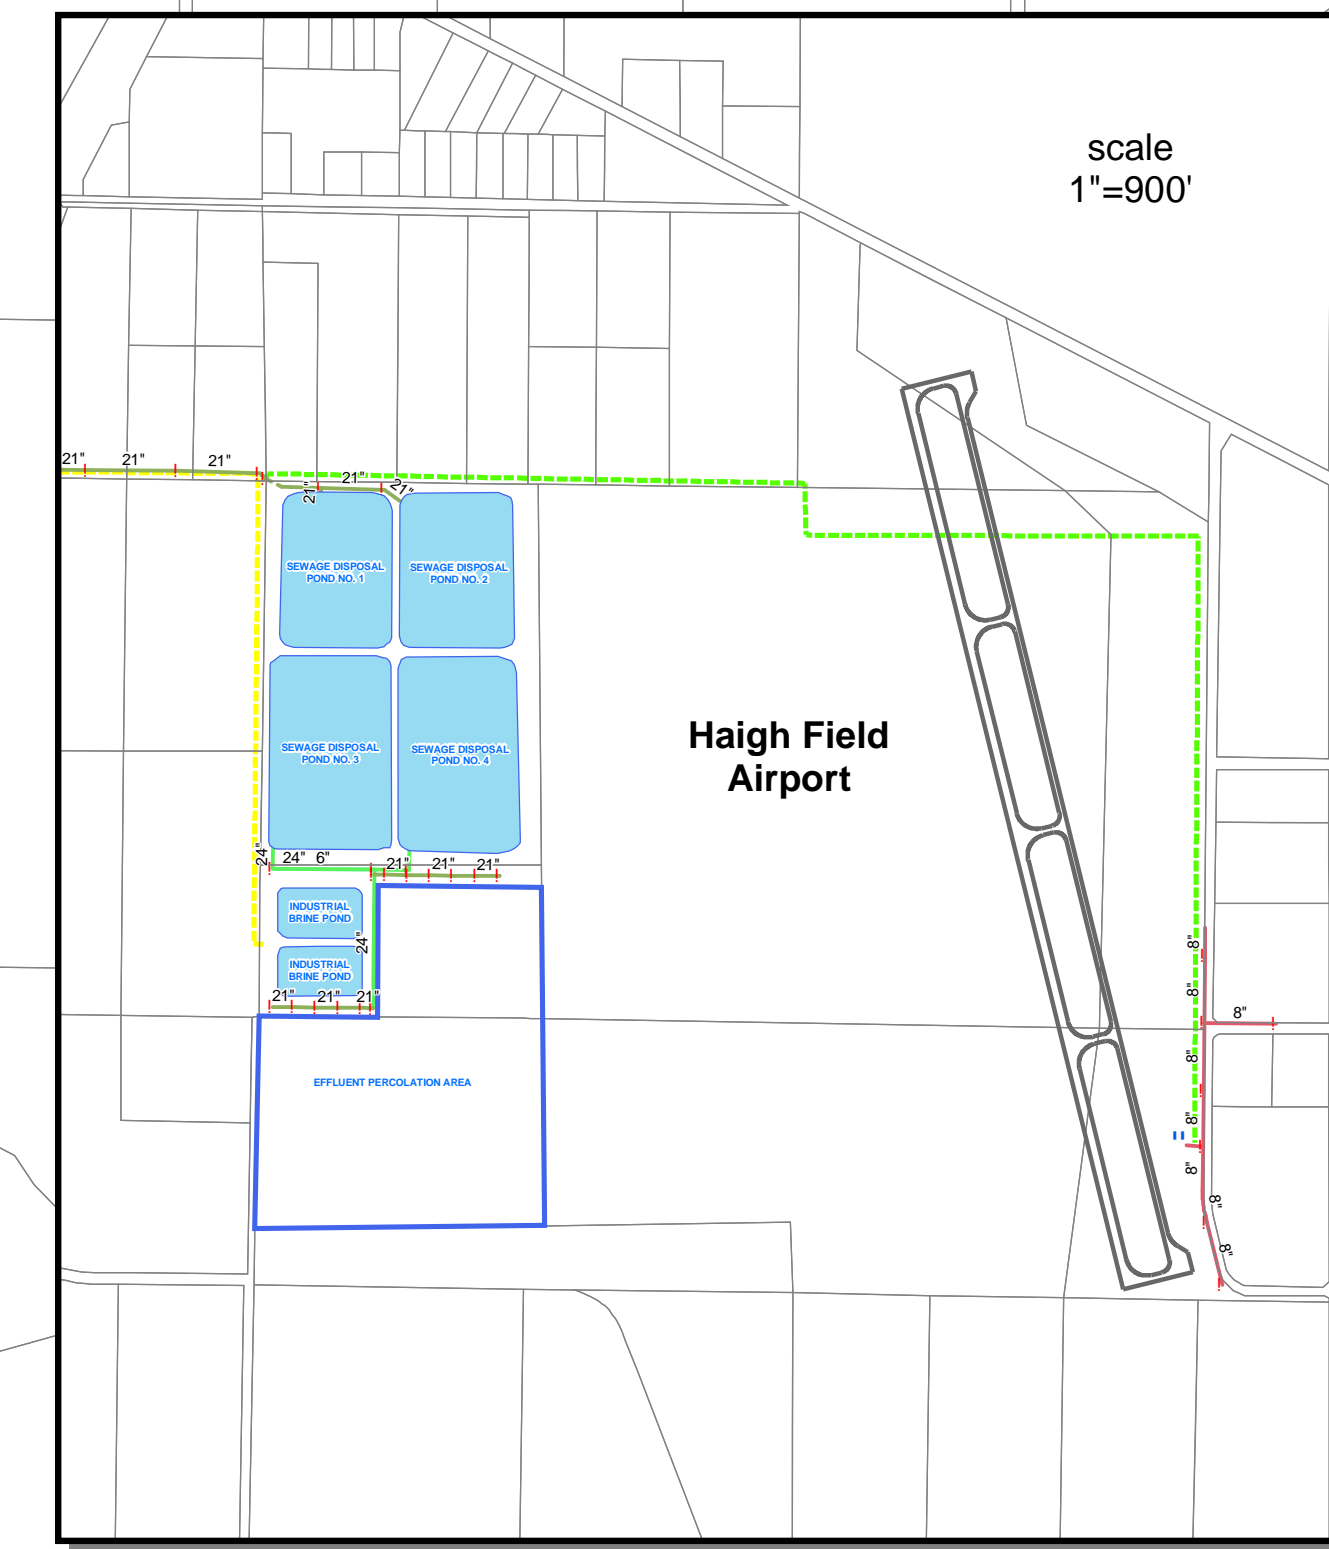 scale
1"=900'
21"
21"
21"
21"
21"
21"
SEWAGE DISPOSAL
POND NO. 1
SEWAGE DISPOSAL
POND NO. 2
Haigh Field
Airport
SEWAGE DISPOSAL
POND NO. 3
SEWAGE DISPOSAL
POND NO. 4
24"
24"
6"
21"
21"
21"
INDUSTRIAL
BRINE POND
24"
INDUSTRIAL
BRINE POND
21"
21"
21"
8"
8"
8"
8"
8"
8"
8"
8"
EFFLUENT PERCOLATION AREA